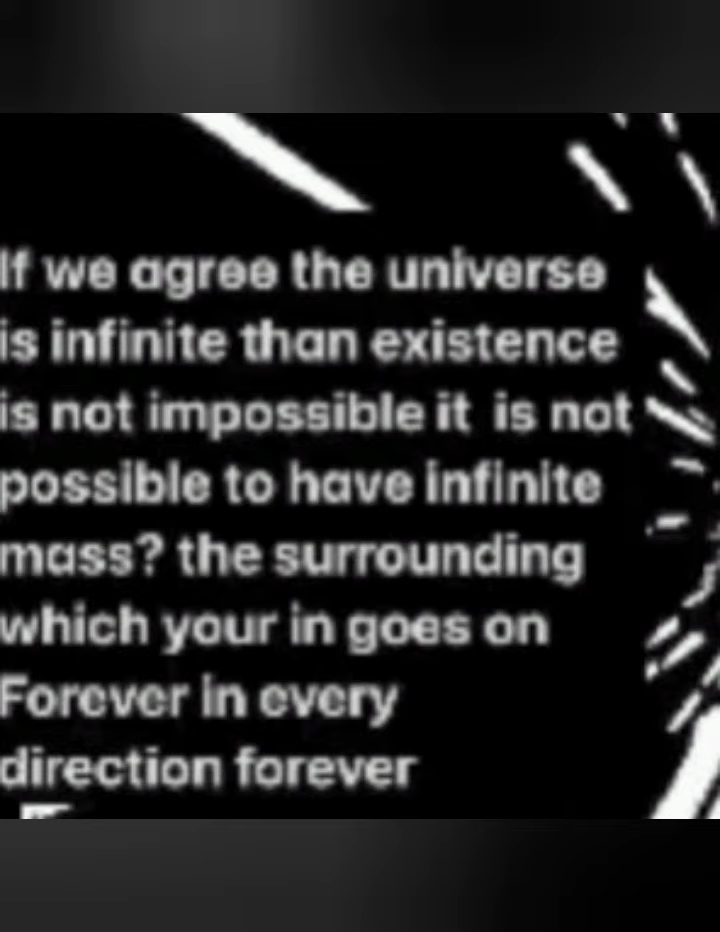 If we agree the universe
is infinite than existence
is not impossible it is not
possible to have infinite
mass? the surrounding
which your in goes on
Forever in every
direction forever